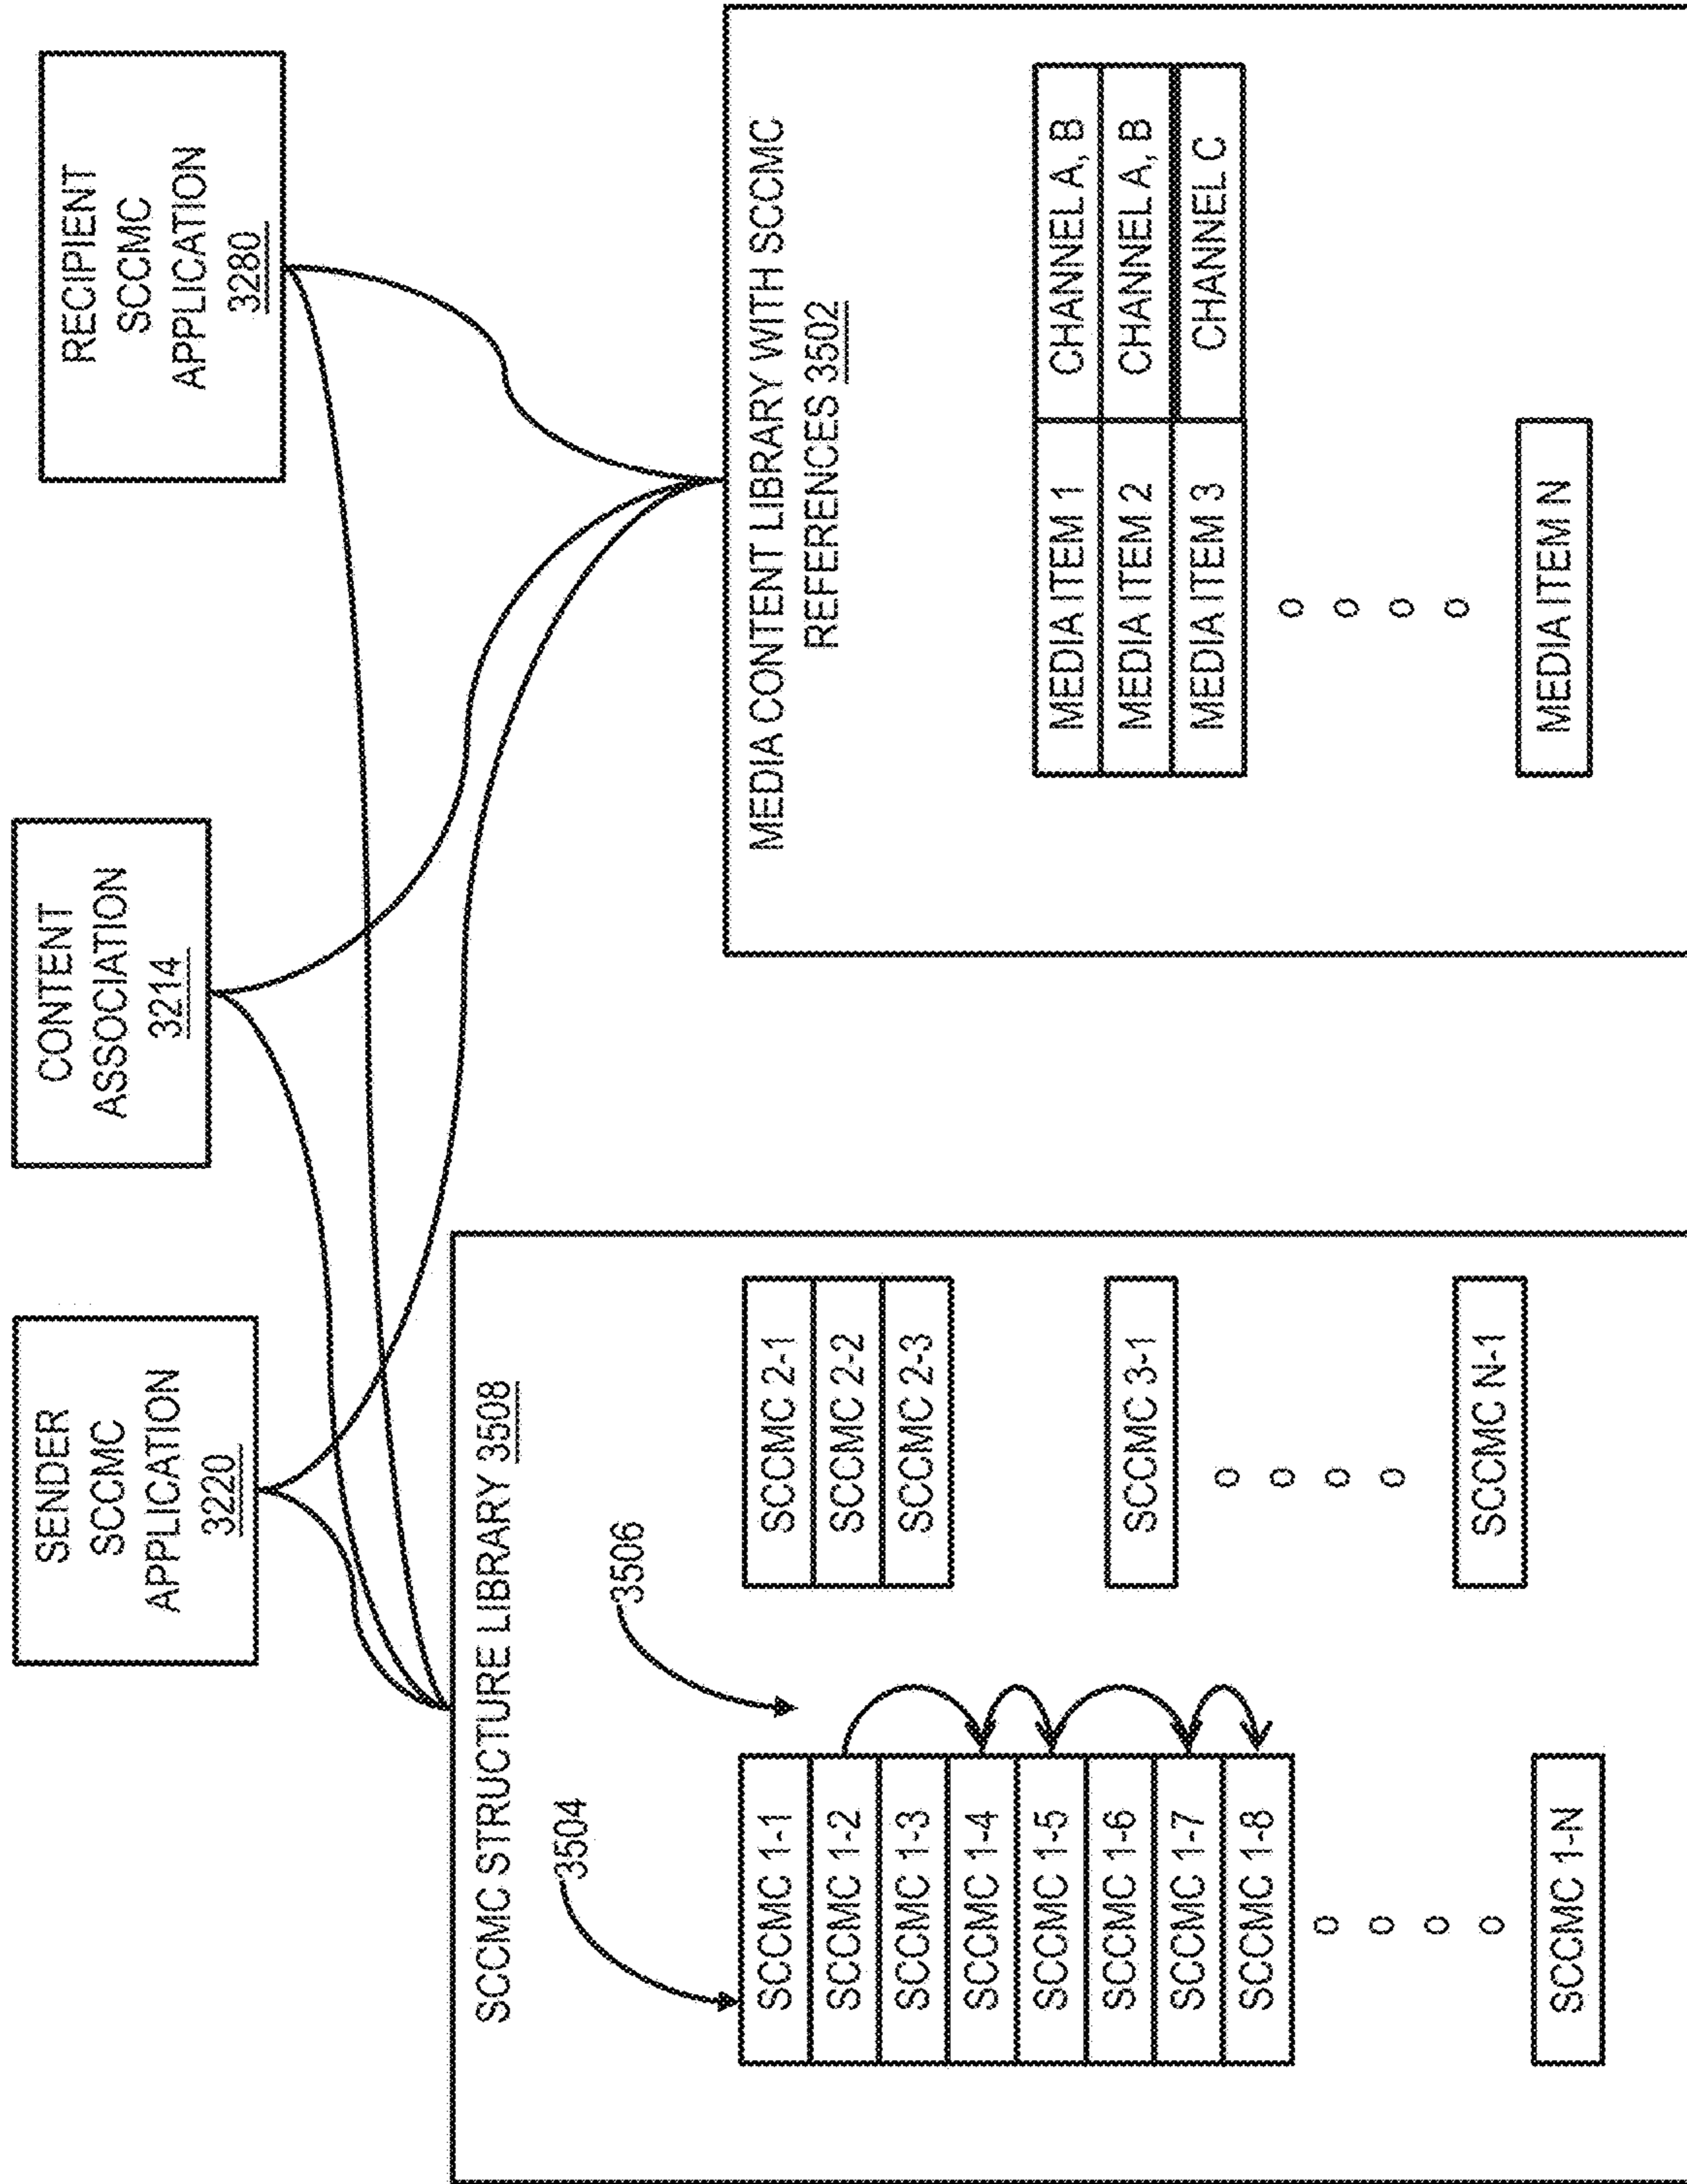 SENDER
SCCMC
APPLICATION
3220
CONTENT
ASSOCIATION
3214
RECIPIENT
SCCMC
APPLICATION
3280
SCCMC STRUCTURE LIBRARY 3508
3504
3506
SCCMC 1-1
SCCMC 1-2
SCCMC 1-3
SCCMC 1-4
SCCMC 1-5
SCCMC 1-6
SCCMC 1-7
SCCMC 1-8
SCCMC 1-N
SCCMC 2-1
SCCMC 2-2
SCCMC 2-3
SCCMC 3-1
SCCMC N-1
MEDIA CONTENT LIBRARY WITH SCCMC
REFERENCES 3502
MEDIA ITEM 1 CHANNEL A, B
MEDIA ITEM 2 CHANNEL A, B
MEDIA ITEM 3 CHANNEL C
MEDIA ITEM N